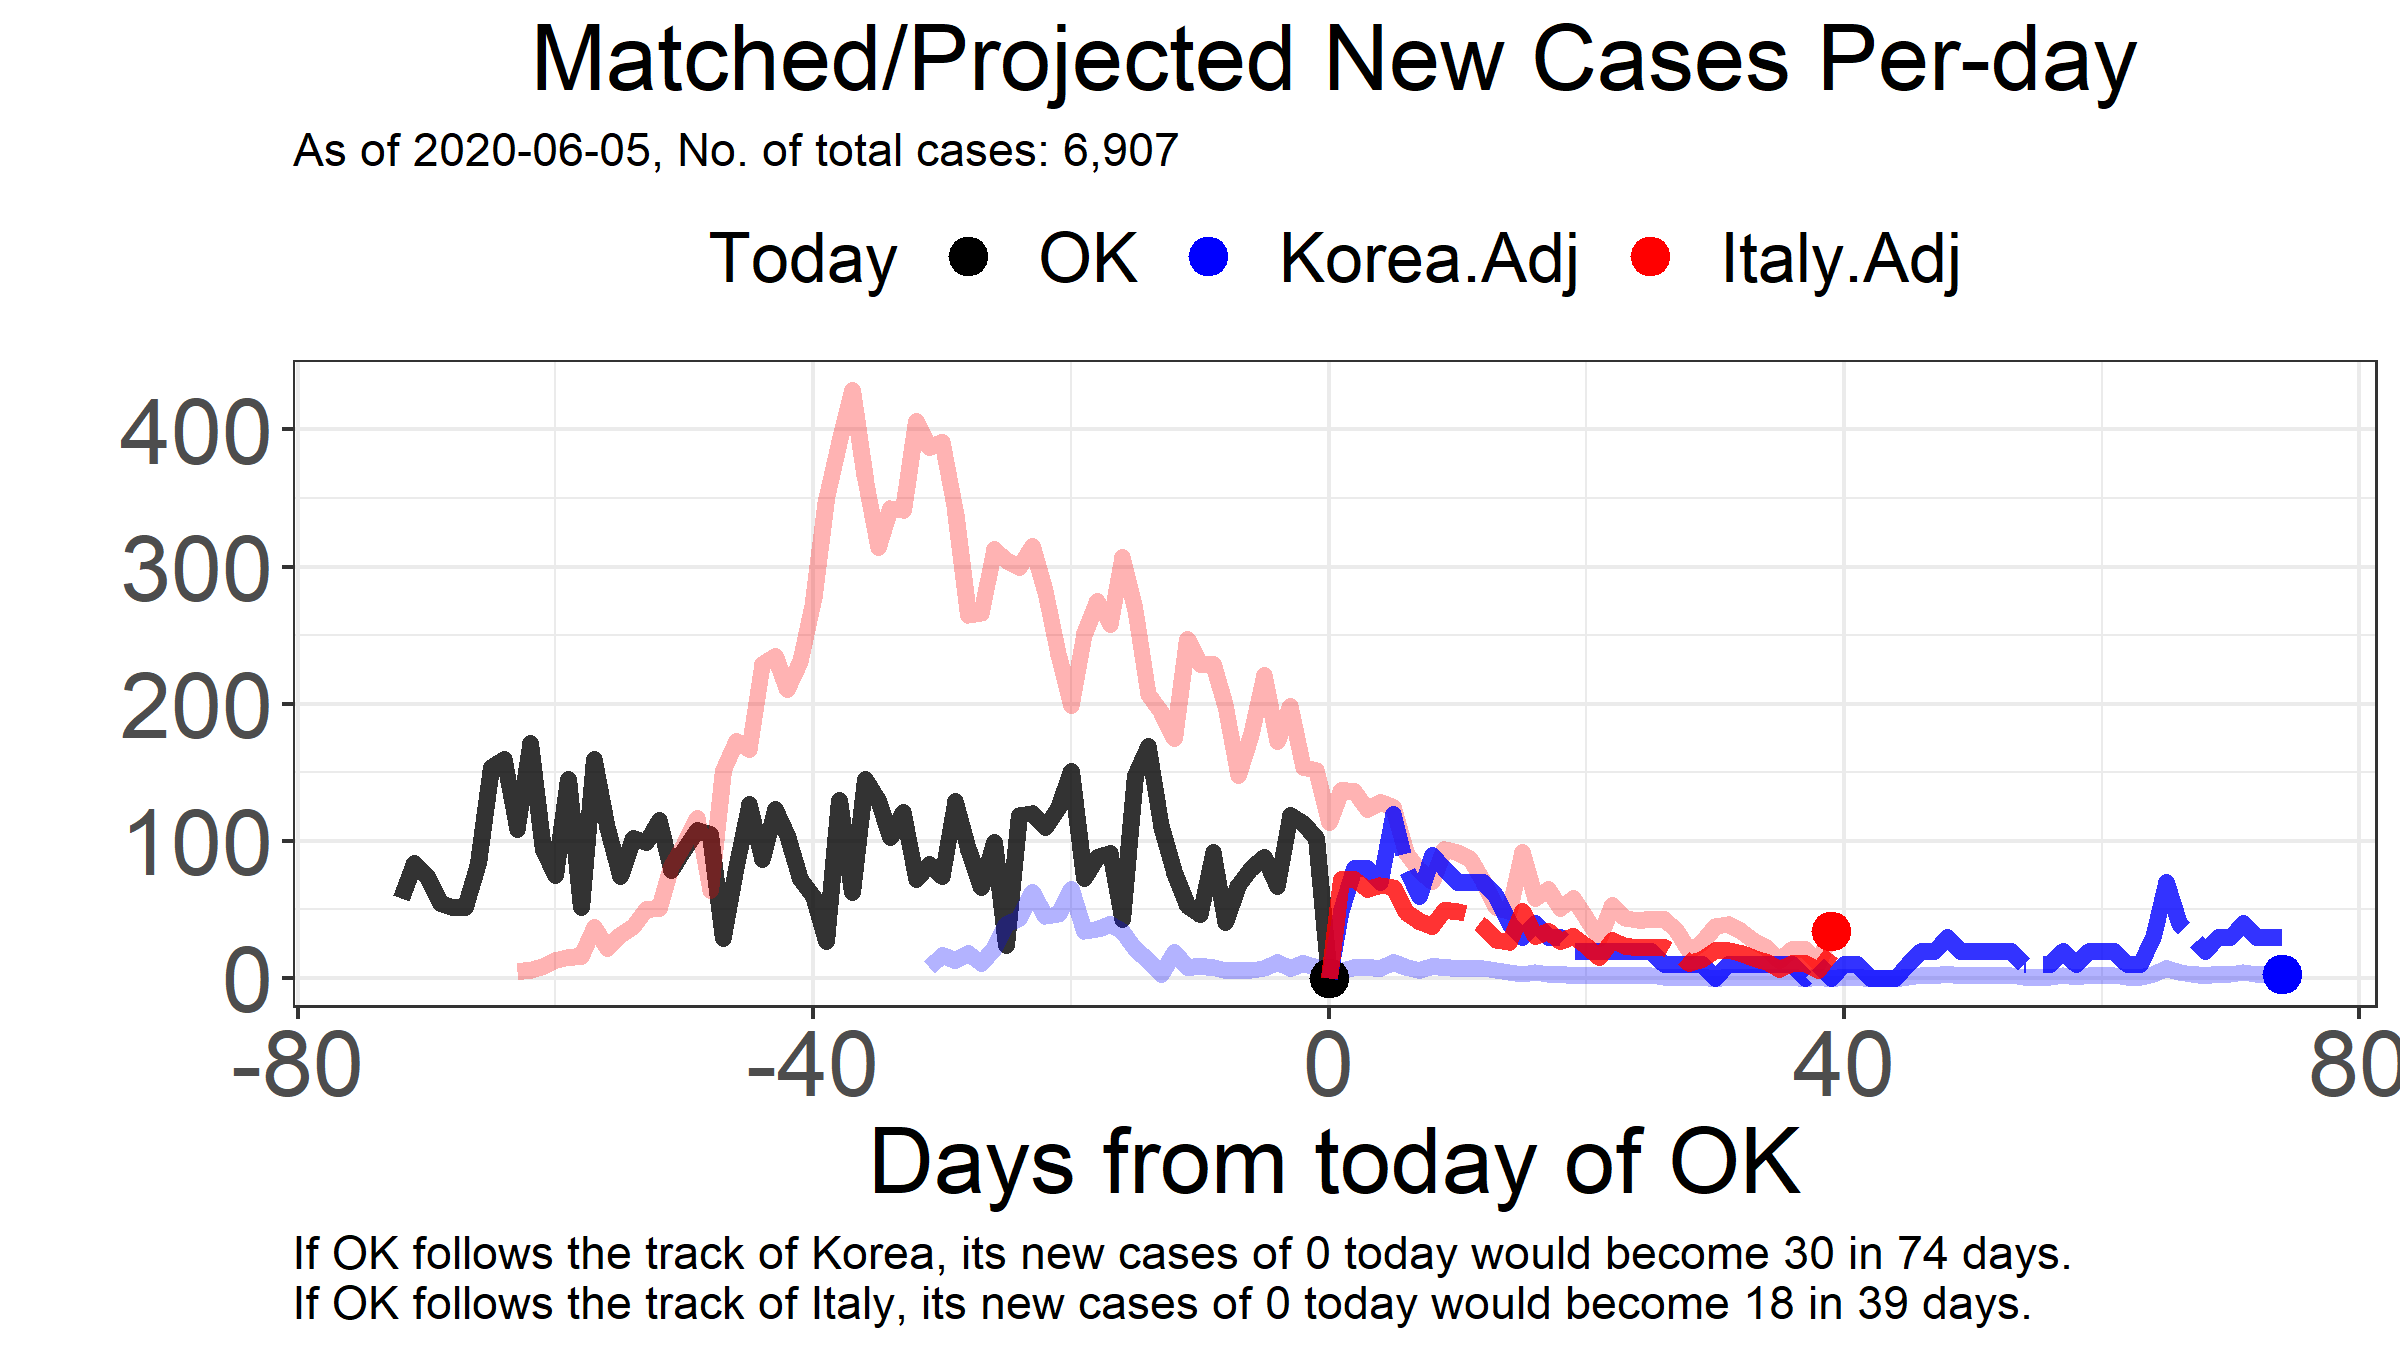 Matched/Projected New Cases Per-day
As of 2020-06-05, No. of total cases: 6,907
Today OK Korea.Adj Italy.Adj
400
300
200
100
0
-80 -40 0 40 80
Days from today of OK
If OK follows the track of Korea, its new cases of 0 today would become 30 in 74 days.
If OK follows the track of Italy, its new cases of 0 today would become 18 in 39 days.